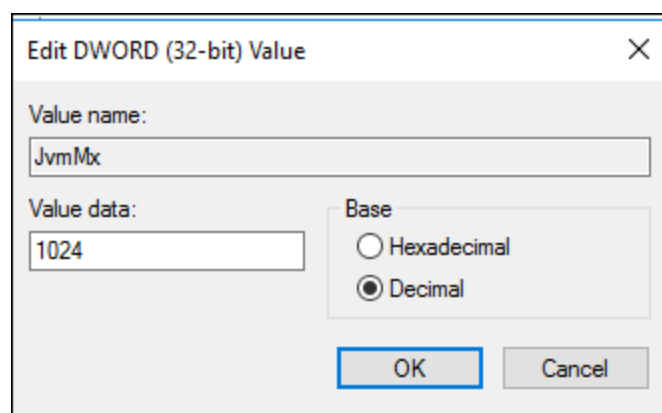 Edit DWORD (32-bit) Value
Value name:
JvmMx
Value data:
1024
Base
Hexadecimal
Decimal
OK
Cancel